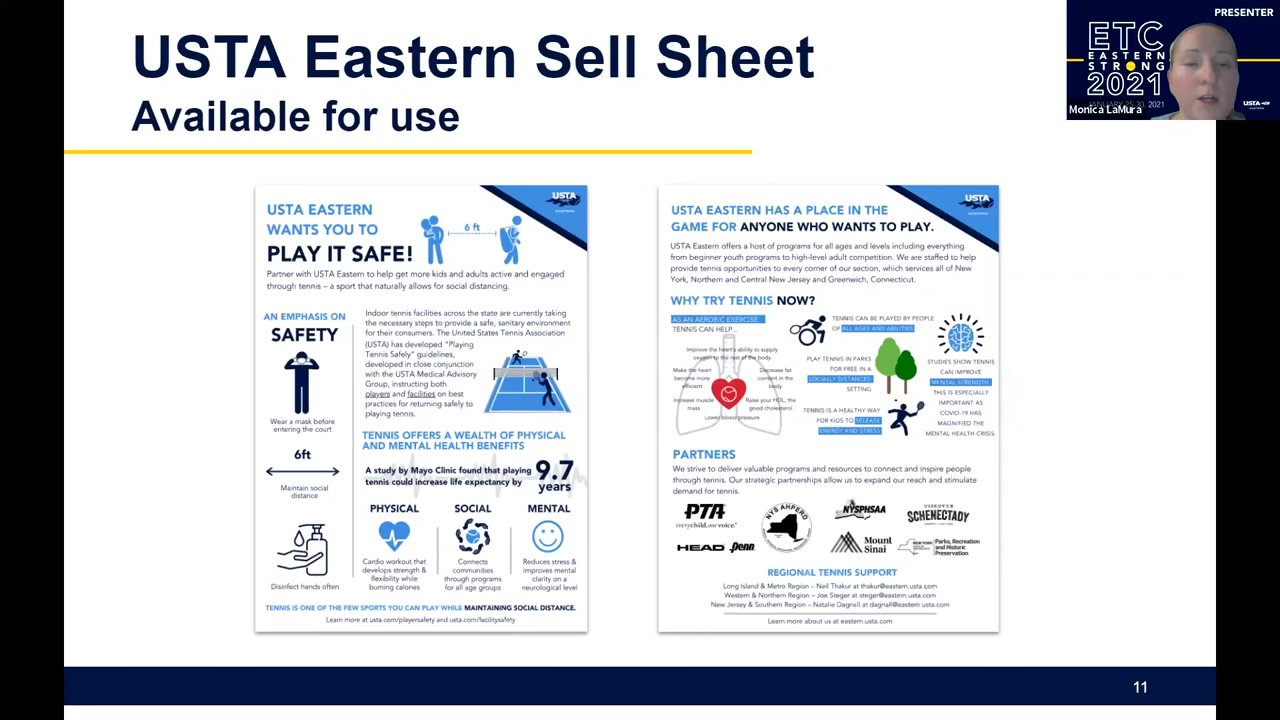 USTA Eastern Sell Sheet
Available for use
PRESENTER
ETC
EASTERN
STRONG
2021
JANUARY 25-30, 2021
Monica LaMura
USTA
USTA
USTA EASTERN
WANTS YOU TO
PLAY IT SAFE!
6 ft
Partner with USTA Eastern to help get more kids and adults active and engaged
through tennis – a sport that naturally allows for social distancing.
AN EMPHASIS ON
SAFETY
Wear a mask before
entering the court
6ft
Maintain social
distance
Disinfect hands often
Indoor tennis facilities across the state are currently taking
the necessary steps to provide a safe, sanitary environment
for their consumers. The United States Tennis Association
(USTA) has developed "Playing
Tennis Safely" guidelines,
developed in close conjunction
with the USTA Medical Advisory
Group, instructing both
players and facilities on best
practices for returning safely to
playing tennis.
TENNIS OFFERS A WEALTH OF PHYSICAL
AND MENTAL HEALTH BENEFITS
A study by Mayo Clinic found that playing
tennis could increase life expectancy by
9.7
years
PHYSICAL
Cardio workout that
develops strength &
flexibility while
burning calories
SOCIAL
Connects
communities
through programs
for all age groups
MENTAL
Reduces stress &
improves mental
clarity on a
neurological level
TENNIS IS ONE OF THE FEW SPORTS YOU CAN PLAY WHILE MAINTAINING SOCIAL DISTANCE.
Learn more at usta.com/playersafety and usta.com/facilitysafety
USTA
USTA EASTERN HAS A PLACE IN THE
GAME FOR ANYONE WHO WANTS TO PLAY.
USTA Eastern offers a host of programs for all ages and levels including everything
from beginner youth programs to high-level adult competition. We are staffed to help
provide tennis opportunities to every corner of our section, which services all of New
York, Northern and Central New Jersey and Greenwich, Connecticut.
WHY TRY TENNIS NOW?
AS AN AEROBIC EXERCISE
TENNIS CAN HELP...
Improve the heart's ability to supply
oxygen to the rest of the body
Make the heart
become more
efficient
Decrease fat
content in the
body
Increase muscle
mass
Raise your HDL, the
good cholesterol
Lower blood pressure
TENNIS CAN BE PLAYED BY PEOPLE
OF ALL AGES AND ABILITIES
PLAY TENNIS IN PARKS
FOR FREE IN A
SOCIALLY DISTANCED
SETTING
TENNIS IS A HEALTHY WAY
FOR KIDS TO RELEASE
ENERGY AND STRESS
STUDIES SHOW TENNIS
CAN IMPROVE
MENTAL STRENGTH
THIS IS ESPECIALLY
IMPORTANT AS
COVID-19 HAS
MAGNIFIED THE
MENTAL HEALTH CRISIS.
PARTNERS
We strive to deliver valuable programs and resources to connect and inspire people
through tennis. Our strategic partnerships allow us to expand our reach and stimulate
demand for tennis.
PTA
everychild.onevoice.
NYS AHPERD
NYSPHSAA
DISCOVER
SCHENECTADY
HEAD Penn
Mount
Sinai
NEW YORK
Parks, Recreation
and Historic
Preservation
REGIONAL TENNIS SUPPORT
Long Island & Metro Region – Neil Thakur at thakur@eastern.usta.com
Western & Northern Region – Joe Steger at steger@eastern.usta.com
New Jersey & Southern Region – Natalie Dagnall at dagnall@eastern.usta.com
Learn more about us at eastern.usta.com
11